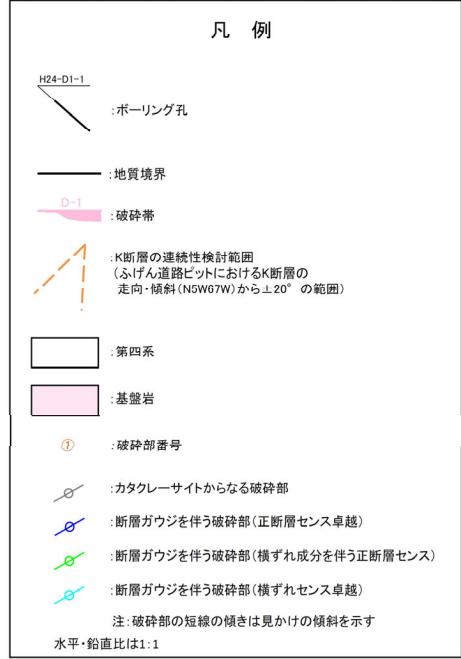 凡 例
H24-D1-1
:ボーリング孔
:地質境界
D-1
:破砕帯
:K断層の連続性検討範囲
(ふげん道路ピットにおけるK断層の
走向・傾斜(N5W67W)から±20°の範囲)
:第四系
:基盤岩
① :破砕部番号
:カタクレーサイトからなる破砕部
:断層ガウジを伴う破砕部(正断層センス卓越)
:断層ガウジを伴う破砕部(横ずれ成分を伴う正断層センス)
:断層ガウジを伴う破砕部(横ずれセンス卓越)
注:破砕部の短線の傾きは見かけの傾斜を示す
水平・鉛直比は1:1